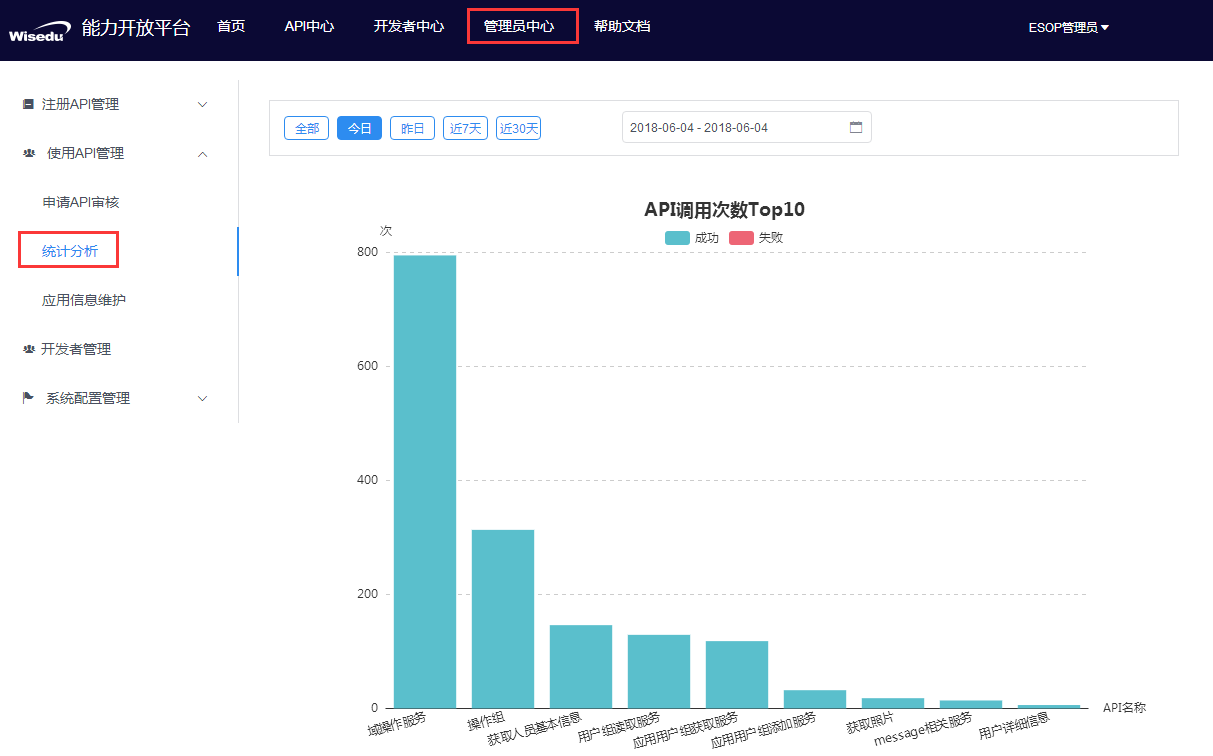 Wisedu 能力开放平台 首页 API中心 开发者中心 管理员中心 帮助文档 ESOP管理员
注册API管理
使用API管理
申请API审核
统计分析
应用信息维护
开发者管理
系统配置管理
全部 今日 昨日 近7天 近30天 2018-06-04 - 2018-06-04
API调用次数Top10
成功 失败
次
800
600
400
200
0
域操作服务
操作组
获取人员基本信息
用户组读取服务
应用用户组获取服务
应用用户组添加服务
获取照片
message相关服务
用户详细信息
API名称